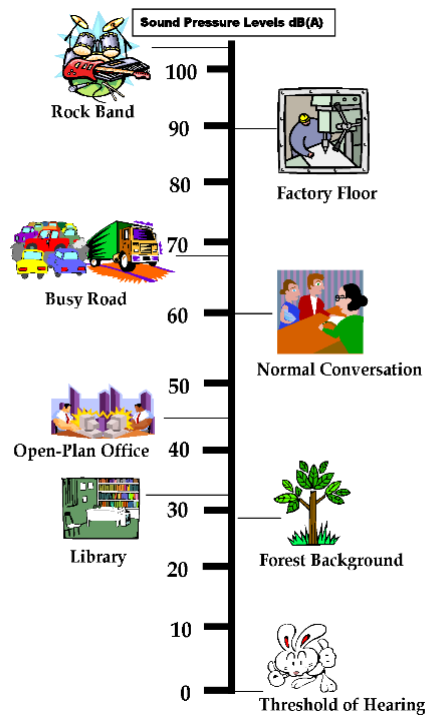 Sound Pressure Levels dB(A)
100
Rock Band
90
Factory Floor
80
70
Busy Road
60
Normal Conversation
50
Open-Plan Office
40
30
Library
Forest Background
20
10
0
Threshold of Hearing